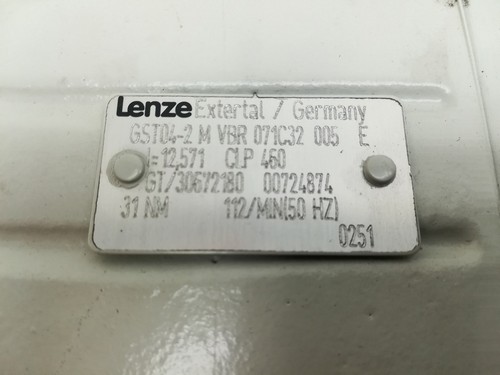 Lenze Extertal / Germany
GST04-2 M VBR 071C32 005 E
i=12,571 CLP 460
GT/30672180 00724874
31 NM 112/MIN(50 HZ)
0251